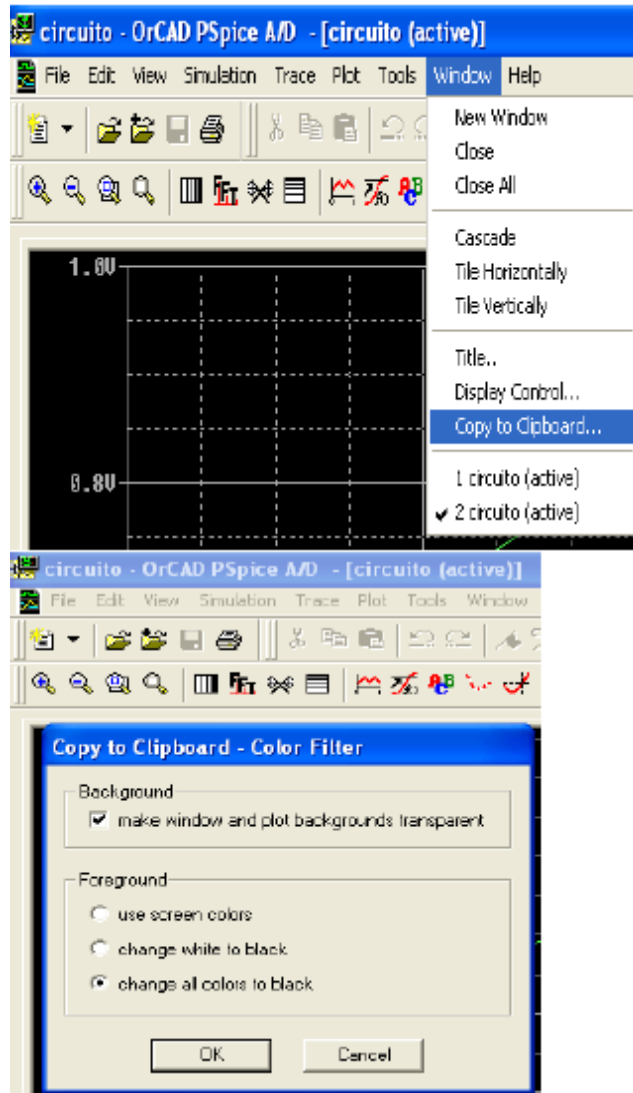 circuito - OrCAD PSpice A/D - [circuito (active)]
File Edit View Simulation Trace Plot Tools Window Help
New Window
Close
Close All
Cascade
Tile Horizontally
Tile Vertically
Title..
Display Control...
Copy to Clipboard...
1 circuito (active)
2 circuito (active)
1.0V
0.8V
circuito - OrCAD PSpice A/D - [circuito (active)]
File Edit View Simulation Trace Plot Tools Window
Copy to Clipboard - Color Filter
Background
make window and plot backgrounds transparent
Foreground
use screen colors
change white to black
change all colors to black
OK Cancel